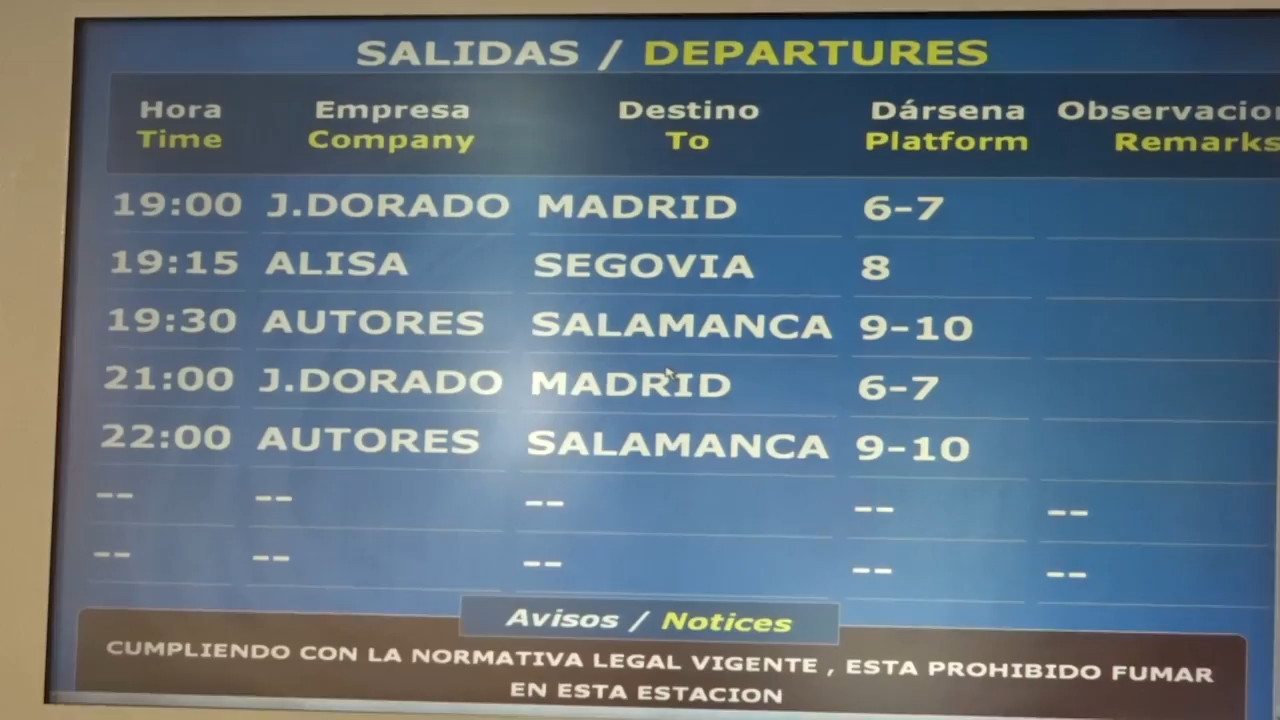 SALIDAS / DEPARTURES
Hora Empresa Destino Dársena
Time Company To Platform Remarks
19:00 J.DORADO MADRID 6-7
19:15 ALISA SEGOVIA 8
19:30 AUTORES SALAMANCA 9-10
21:00 J.DORADO MADRID 6-7
22:00 AUTORES SALAMANCA 9-10
-- -- -- -- --
-- -- -- -- --
Avisos / Notices
CUMPLIENDO CON LA NORMATIVA LEGAL VIGENTE , ESTA PROHIBIDO FUMAR
EN ESTA ESTACION